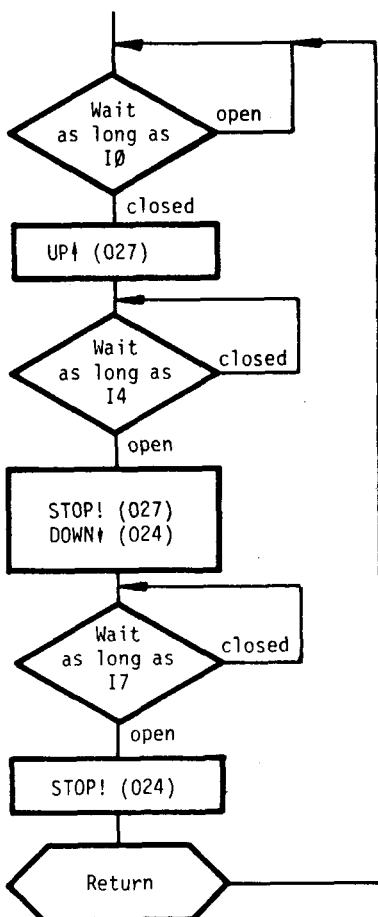 Wait
as long as
IØ
open
closed
UP↑ (027)
Wait
as long as
I4
closed
open
STOP! (027)
DOWN↓ (024)
Wait
as long as
I7
closed
open
STOP! (024)
Return